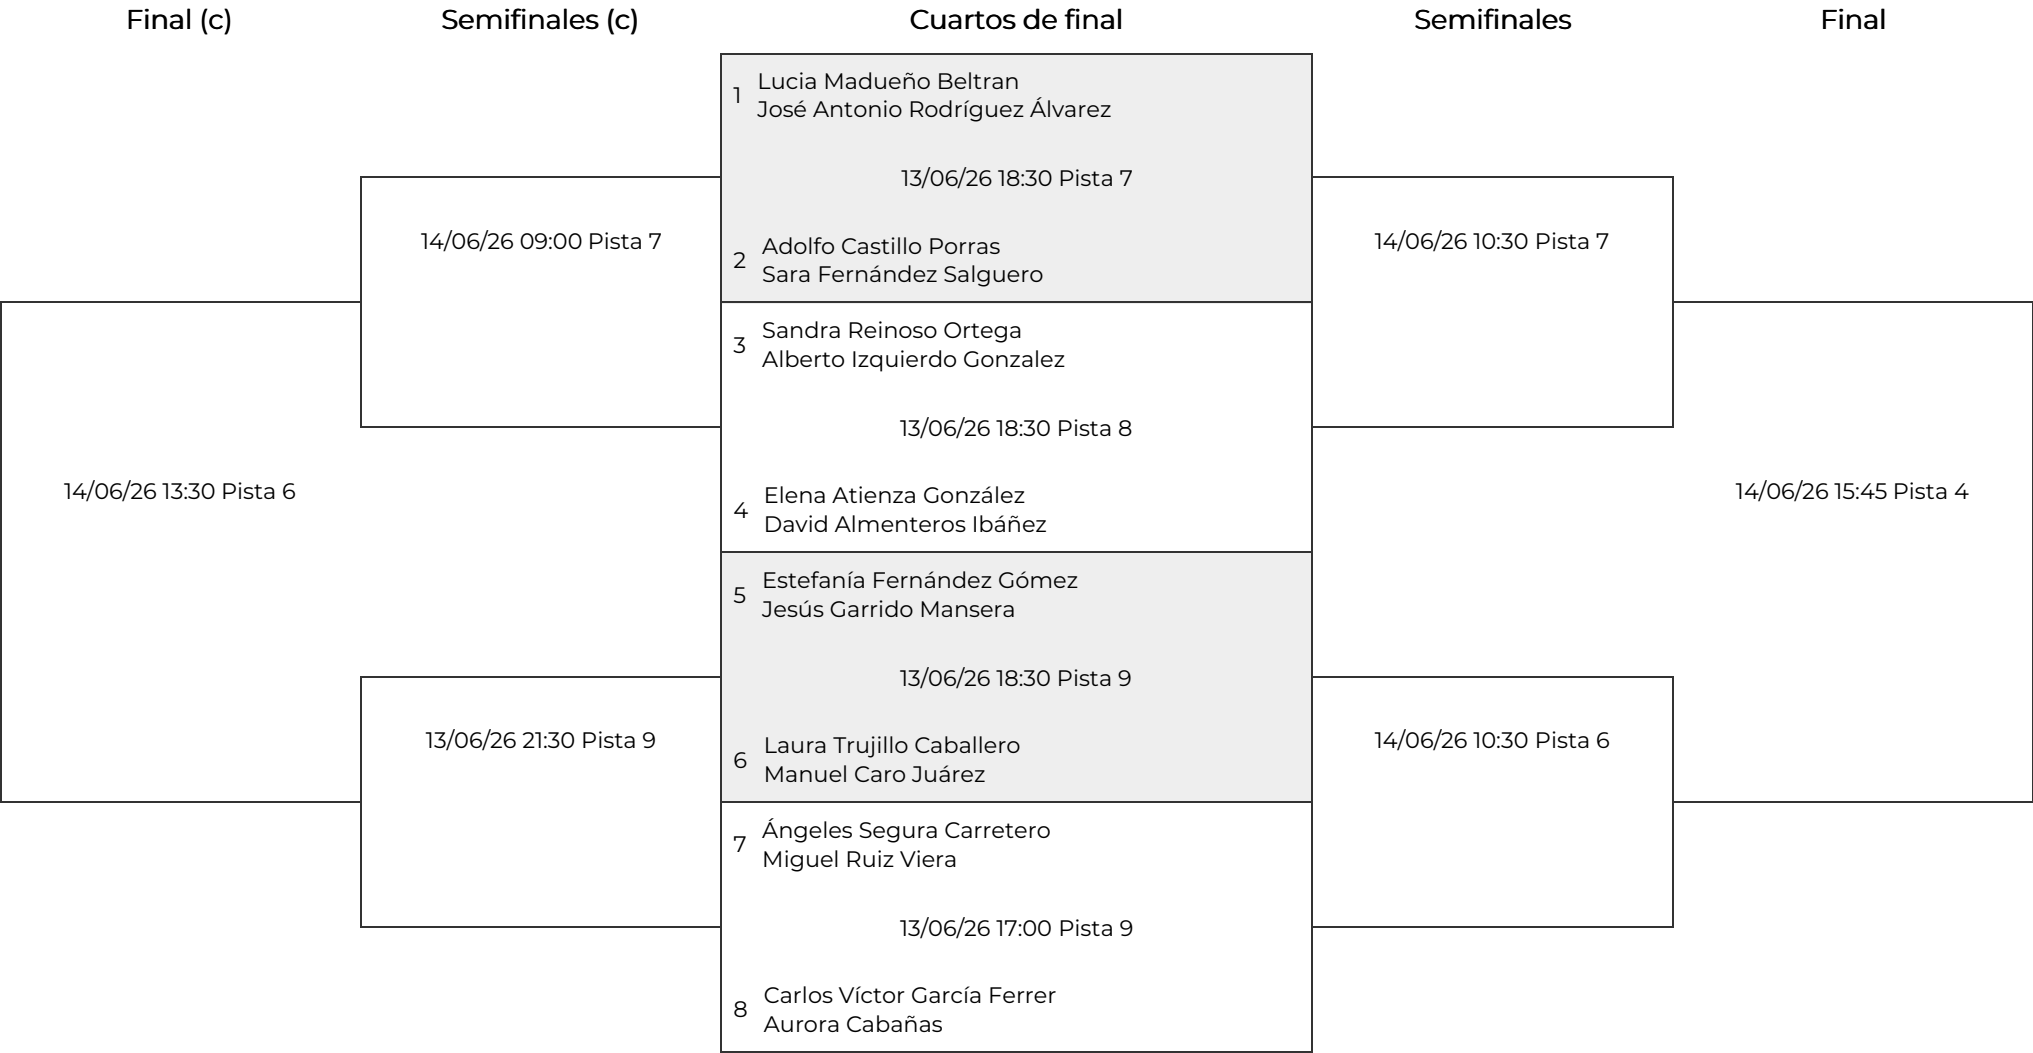 Final (c)
Semifinales (c)
Cuartos de final
Semifinales
Final
1
Lucia Madueño Beltran
José Antonio Rodríguez Álvarez
13/06/26 18:30 Pista 7
14/06/26 09:00 Pista 7
14/06/26 10:30 Pista 7
2
Adolfo Castillo Porras
Sara Fernández Salguero
3
Sandra Reinoso Ortega
Alberto Izquierdo Gonzalez
13/06/26 18:30 Pista 8
14/06/26 13:30 Pista 6
14/06/26 15:45 Pista 4
4
Elena Atienza González
David Almenteros Ibáñez
5
Estefanía Fernández Gómez
Jesús Garrido Mansera
13/06/26 18:30 Pista 9
13/06/26 21:30 Pista 9
14/06/26 10:30 Pista 6
6
Laura Trujillo Caballero
Manuel Caro Juárez
7
Ángeles Segura Carretero
Miguel Ruiz Viera
13/06/26 17:00 Pista 9
8
Carlos Víctor García Ferrer
Aurora Cabañas